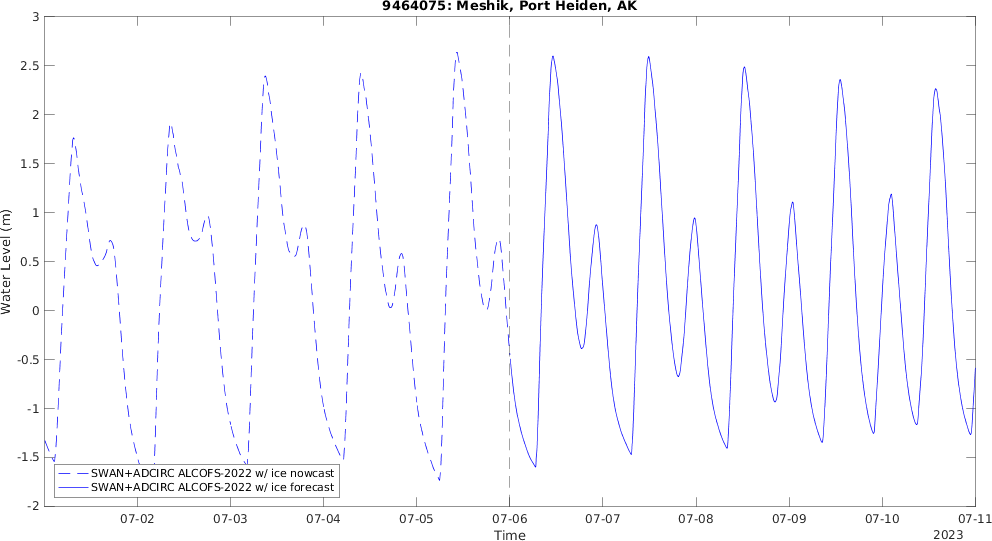 9464075: Meshik, Port Heiden, AK
3
2.5
2
1.5
1
0.5
0
-0.5
-1
-1.5
-2
Water Level (m)
SWAN+ADCIRC ALCOFS-2022 w/ ice nowcast
SWAN+ADCIRC ALCOFS-2022 w/ ice forecast
07-02 07-03 07-04 07-05 07-06 07-07 07-08 07-09 07-10 07-11
Time
2023